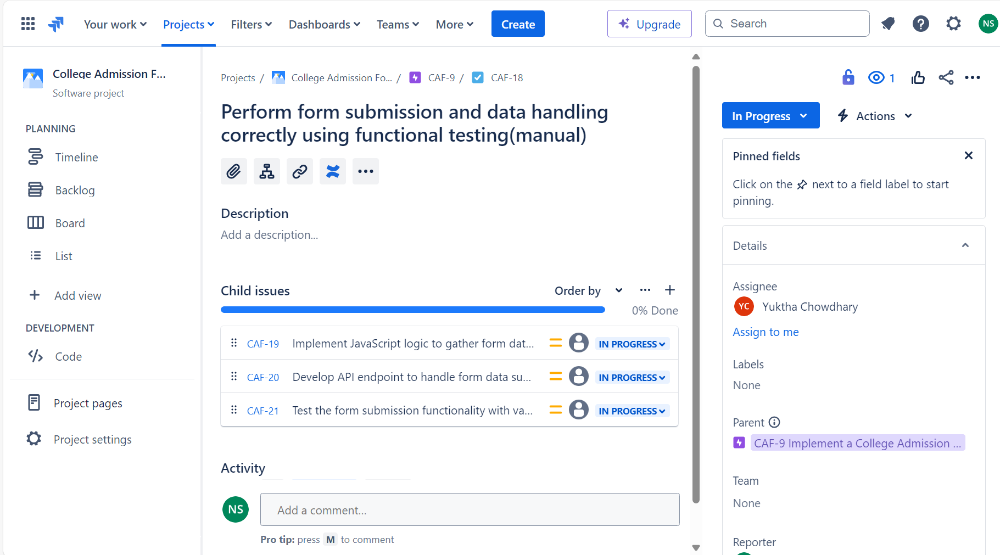 Your work Projects Filters Dashboards Teams More Create Upgrade Search NS
College Admission F...
Software project
PLANNING
Timeline
Backlog
Board
List
Add view
DEVELOPMENT
Code
Project pages
Project settings
Projects / College Admission Fo... / CAF-9 / CAF-18
Perform form submission and data handling
correctly using functional testing(manual)
Description
Add a description...
Child issues Order by
0% Done
CAF-19 Implement JavaScript logic to gather form dat... IN PROGRESS
CAF-20 Develop API endpoint to handle form data su... IN PROGRESS
CAF-21 Test the form submission functionality with va... IN PROGRESS
Activity
NS Add a comment...
Pro tip: press M to comment
1
In Progress Actions
Pinned fields
Click on the next to a field label to start
pinning.
Details
Assignee
YC Yuktha Chowdhary
Assign to me
Labels
None
Parent
CAF-9 Implement a College Admission ...
Team
None
Reporter